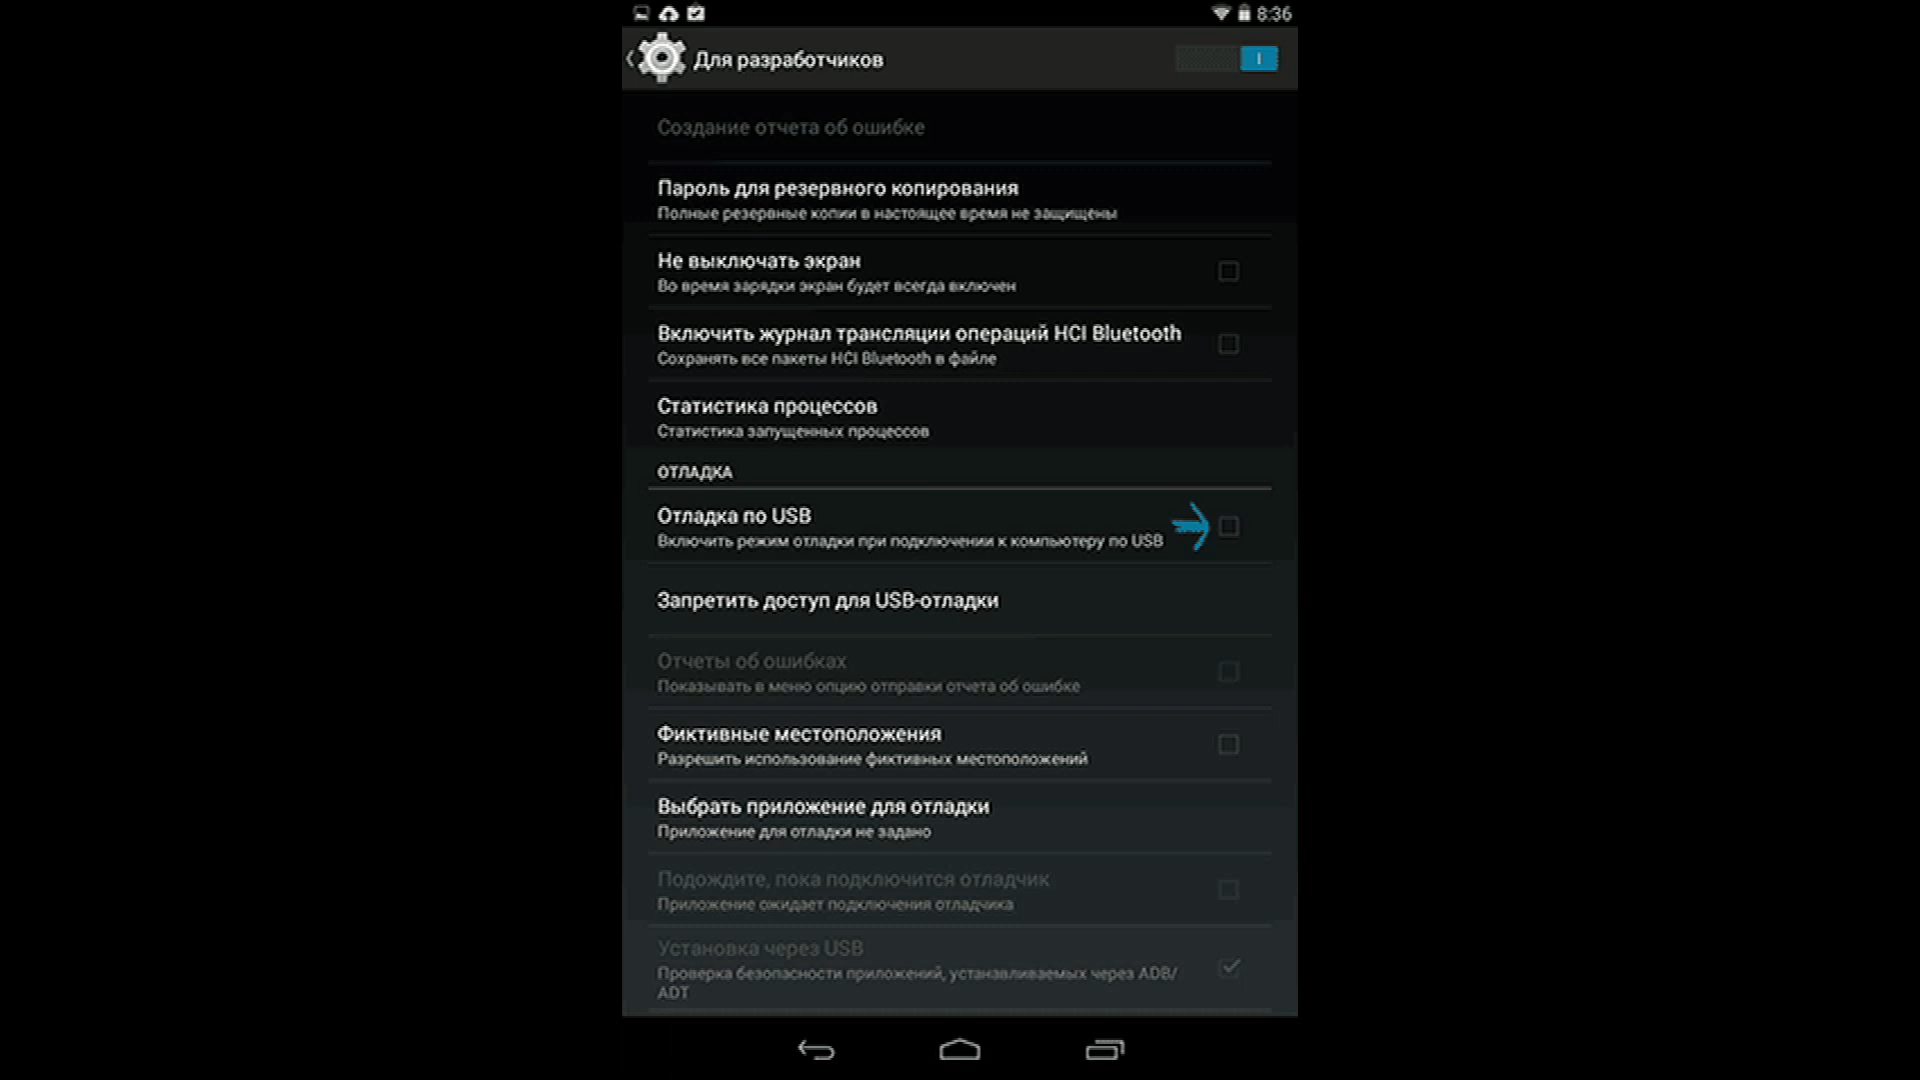 8:36
Для разработчиков
Создание отчета об ошибке
Пароль для резервного копирования
Полные резервные копии в настоящее время не защищены
Не выключать экран
Во время зарядки экран будет всегда включен
Включить журнал трансляции операций HCI Bluetooth
Сохранять все пакеты HCI Bluetooth в файле
Статистика процессов
Статистика запущенных процессов
ОТЛАДКА
Отладка по USB
Включить режим отладки при подключении к компьютеру по USB
Запретить доступ для USB-отладки
Отчеты об ошибках
Показывать в меню опцию отправки отчета об ошибке
Фиктивные местоположения
Разрешить использование фиктивных местоположений
Выбрать приложение для отладки
Приложение для отладки не задано
Подождите, пока подключится отладчик
Приложение ожидает подключения отладчика
Установка через USB
Проверка безопасности приложений, устанавливаемых через ADB/
ADT